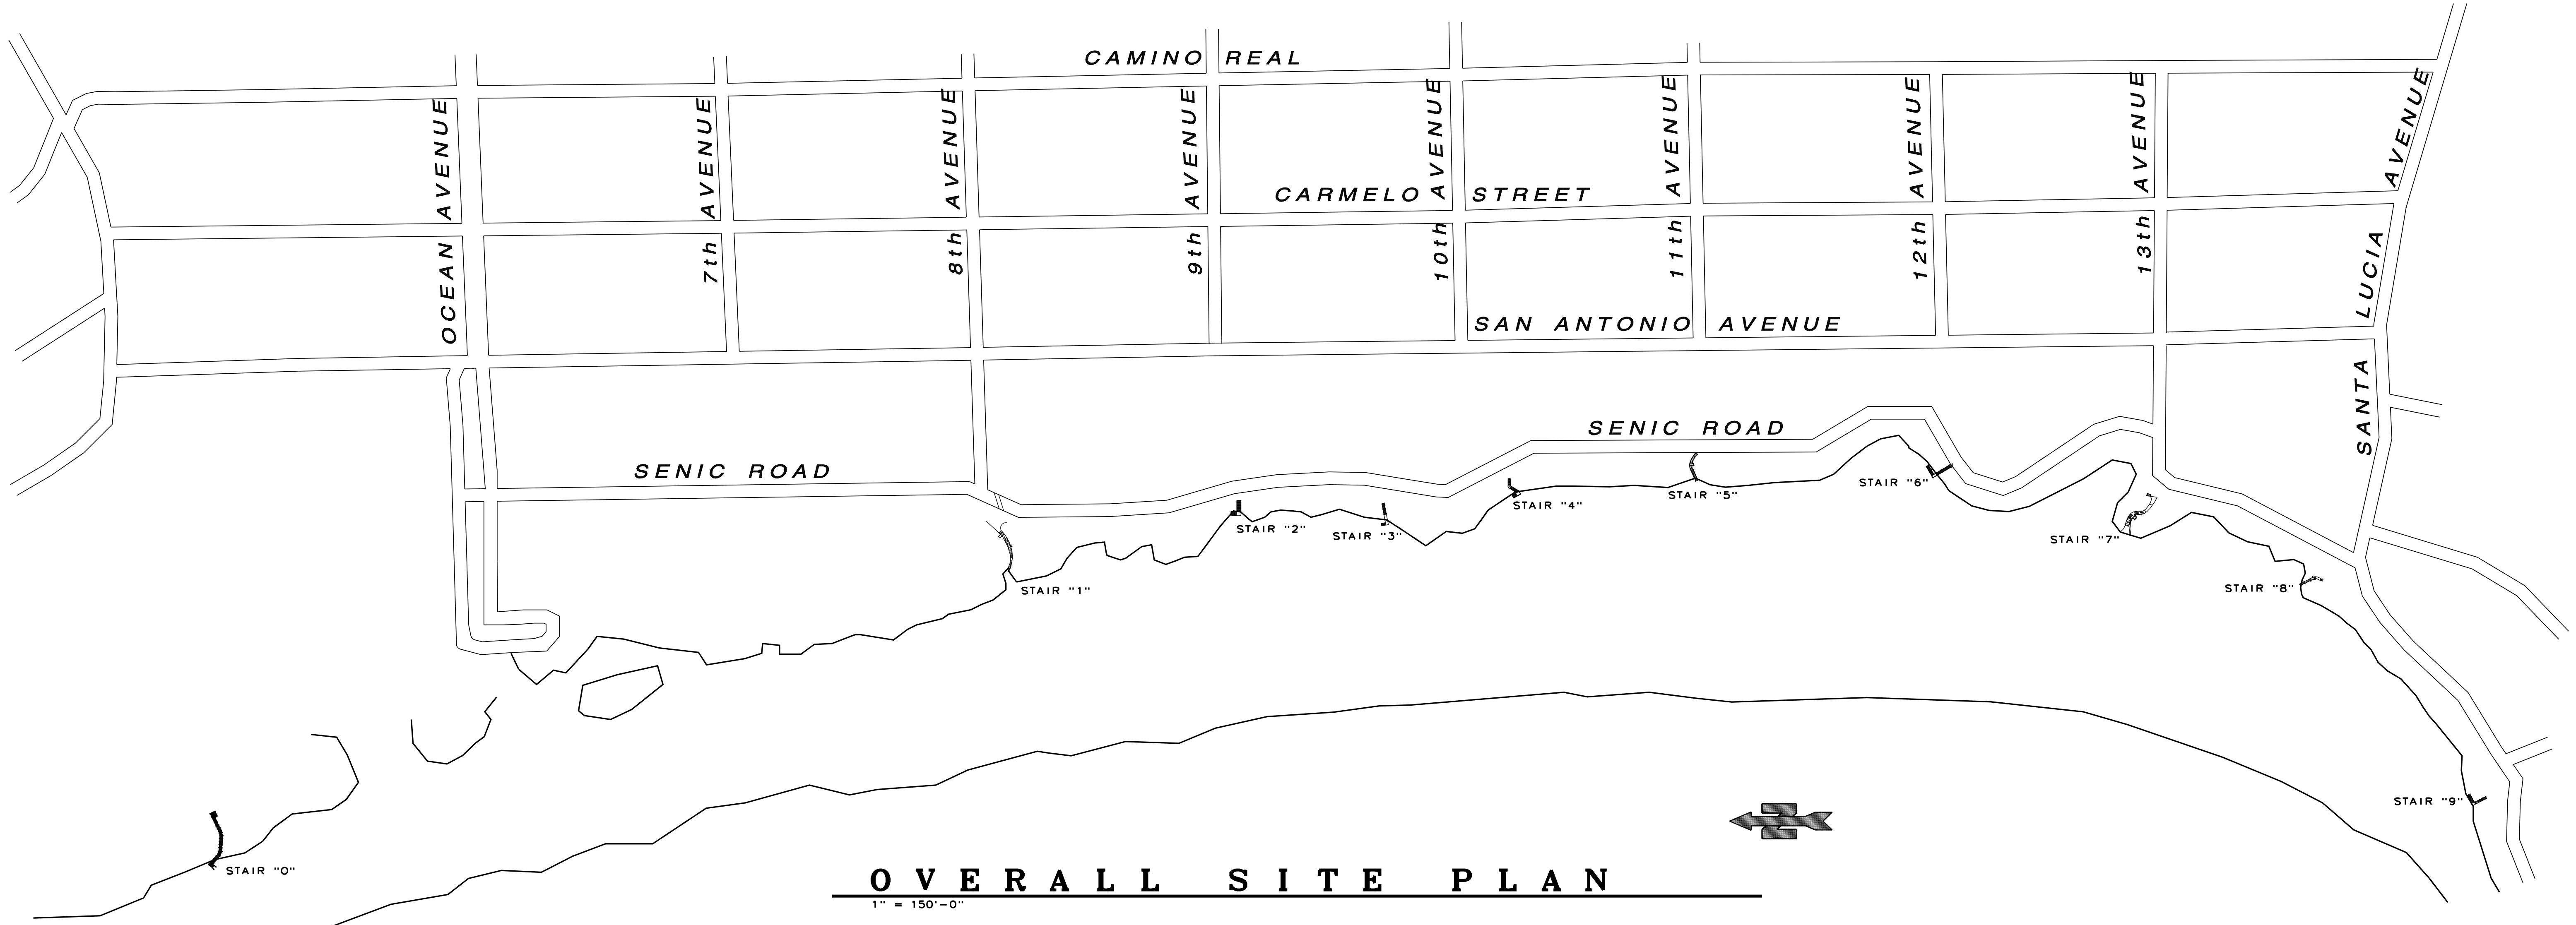 CAMINO REAL
OCEAN AVENUE
7th AVENUE
8th AVENUE
9th AVENUE
10th AVENUE
11th AVENUE
12th AVENUE
13th AVENUE
SANTA LUCIA AVENUE
CARMELO STREET
SAN ANTONIO AVENUE
SENIC ROAD
SENIC ROAD
STAIR "0"
STAIR "1"
STAIR "2"
STAIR "3"
STAIR "4"
STAIR "5"
STAIR "6"
STAIR "7"
STAIR "8"
STAIR "9"
N
OVERALL SITE PLAN
1" = 150'-0"